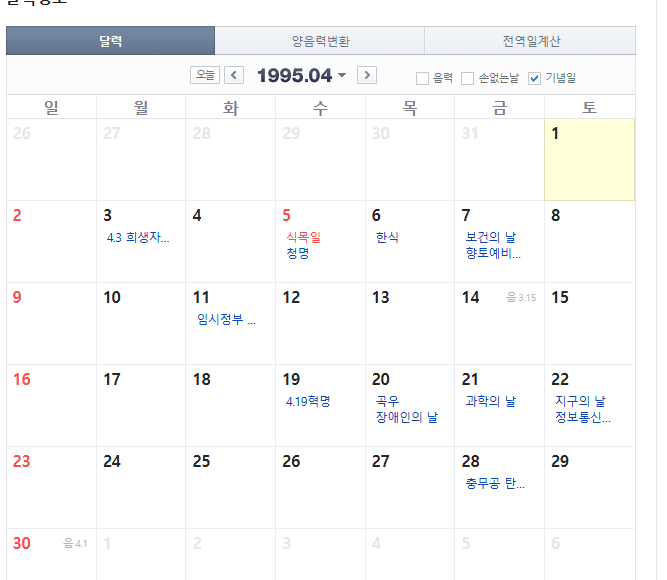 달력 양음력변환 전역일계산
오늘 < 1995.04 > 음력 손없는날 기념일
일 월 화 수 목 금 토
26 27 28 29 30 31 1
2 3 4 5 6 7 8
4.3 희생자... 식목일 한식 보건의 날
청명 향토예비...
9 10 11 12 13 14 음 3.15 15
임시정부 ...
16 17 18 19 20 21 22
4.19혁명 곡우 과학의 날 지구의 날
장애인의 날 정보통신...
23 24 25 26 27 28 29
충무공 탄...
30 음 4.1 1 2 3 4 5 6